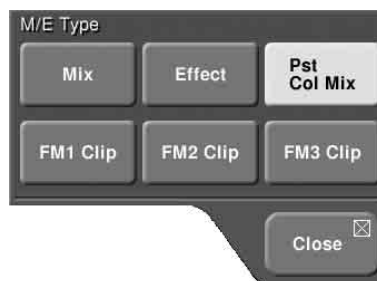 M/E Type
Mix
Effect
Pst
Col Mix
FM1 Clip
FM2 Clip
FM3 Clip
Close